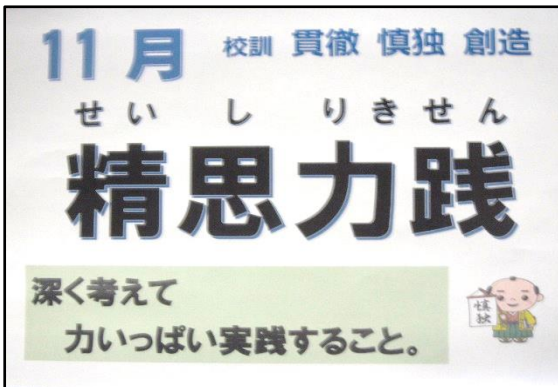 11月 校訓 貫徹 慎独 創造
せい し りきせん
精思力践
深く考えて
力いっぱい実践すること。
慎独